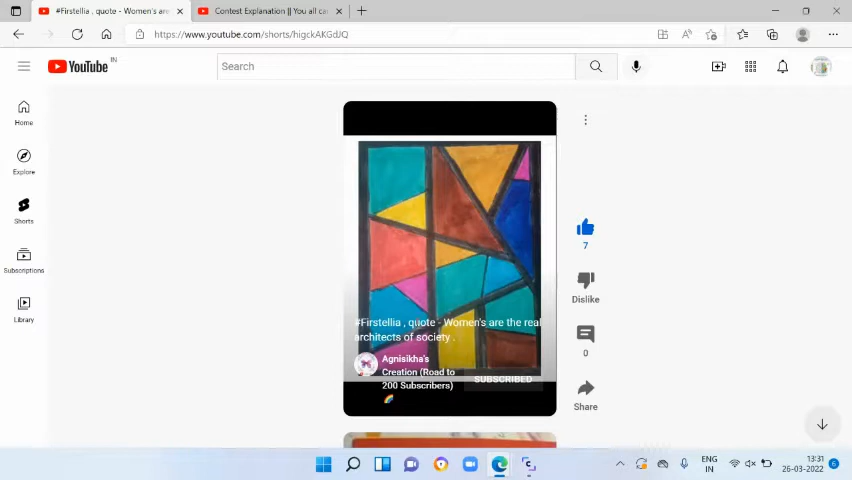 #Firstellia , quote - Women's are
Contest Explanation || You all ca
https://www.youtube.com/shorts/higckAKGdJQ
YouTube IN
Search
Home
Explore
Shorts
Subscriptions
Library
#Firstellia , quote - Women's are the real
architects of society .
Agnisikha's
Creation (Road to
200 Subscribers)
SUBSCRIBED
7
Dislike
0
Share
ENG
IN
13:31
26-03-2022
6